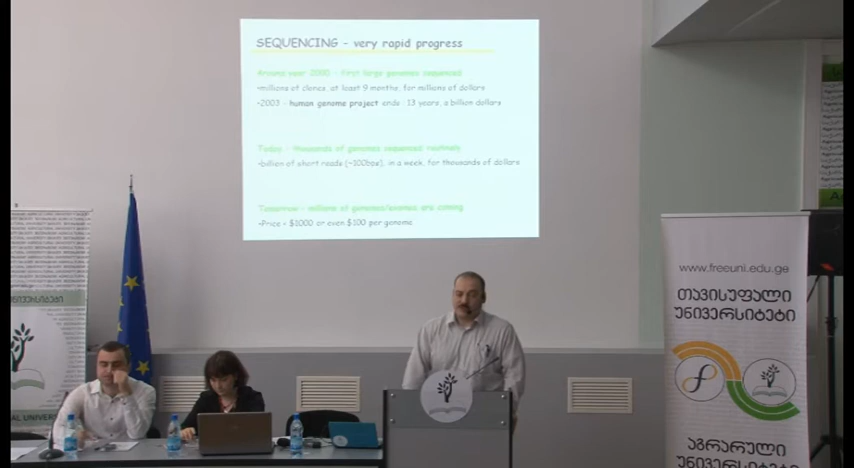 SEQUENCING – very rapid progress
Around year 2000 – first large genomes sequenced
•millions of clones, at least 9 months, for millions of dollars
•2003 – human genome project ends : 13 years, a billion dollars
Today – thousands of genomes sequenced routinely
•billion of short reads (~100bps), in a week, for thousands of dollars
Tomorrow – millions of genomes/exomes are coming
•Price < $1000 or even $100 per genome
www.freeuni.edu.ge
თავისუფალი
უნივერსიტეტი
აგრარული
უნივერსიტეტი